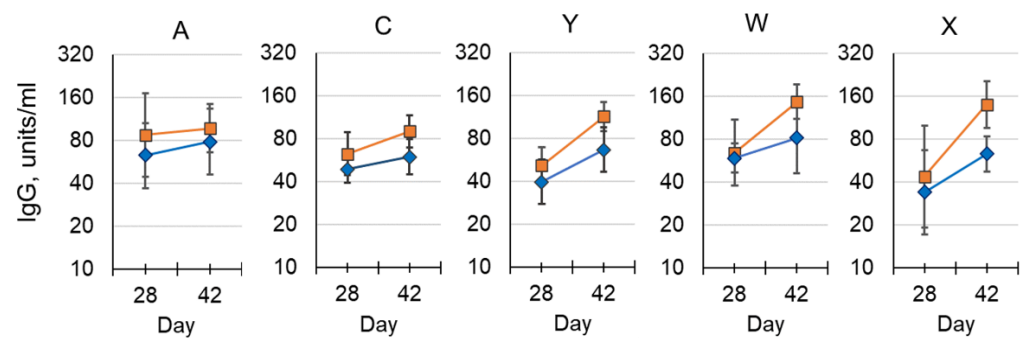 A C Y W X
320 320 320 320 320
160 160 160 160 160
80 80 80 80 80
40 40 40 40 40
20 20 20 20 20
10 10 10 10 10
IgG, units/ml
28 42 28 42 28 42 28 42 28 42
Day Day Day Day Day